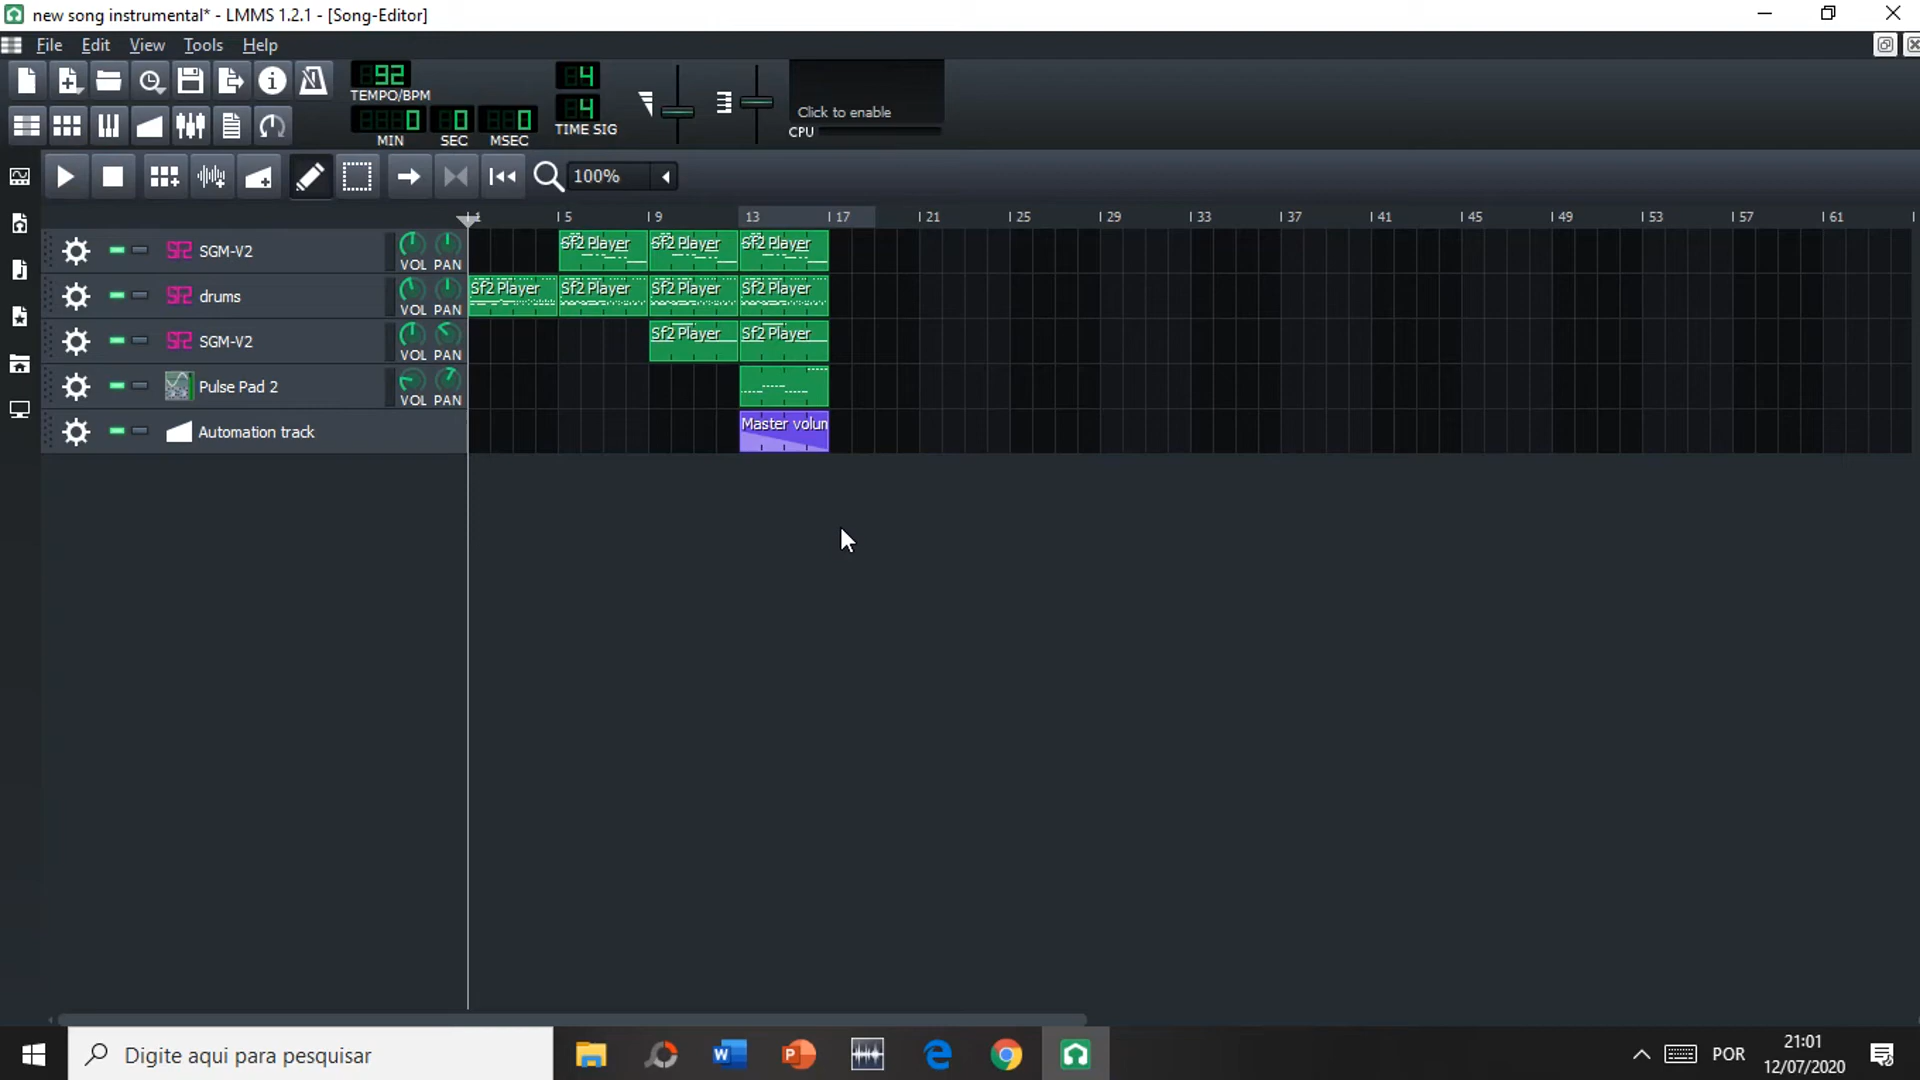 new song instrumental* - LMMS 1.2.1 - [Song-Editor]
File Edit View Tools Help
92
TEMPO/BPM
0 0 0
MIN SEC MSEC
4
4
TIME SIG
Click to enable
CPU
100%
1 5 9 13 17 21 25 29 33 37 41 45 49 53 57 61
SGM-V2 VOL PAN Sf2 Player Sf2 Player Sf2 Player
drums VOL PAN Sf2 Player Sf2 Player Sf2 Player Sf2 Player
SGM-V2 VOL PAN Sf2 Player Sf2 Player
Pulse Pad 2 VOL PAN
Automation track Master volun
Digite aqui para pesquisar
POR
21:01
12/07/2020